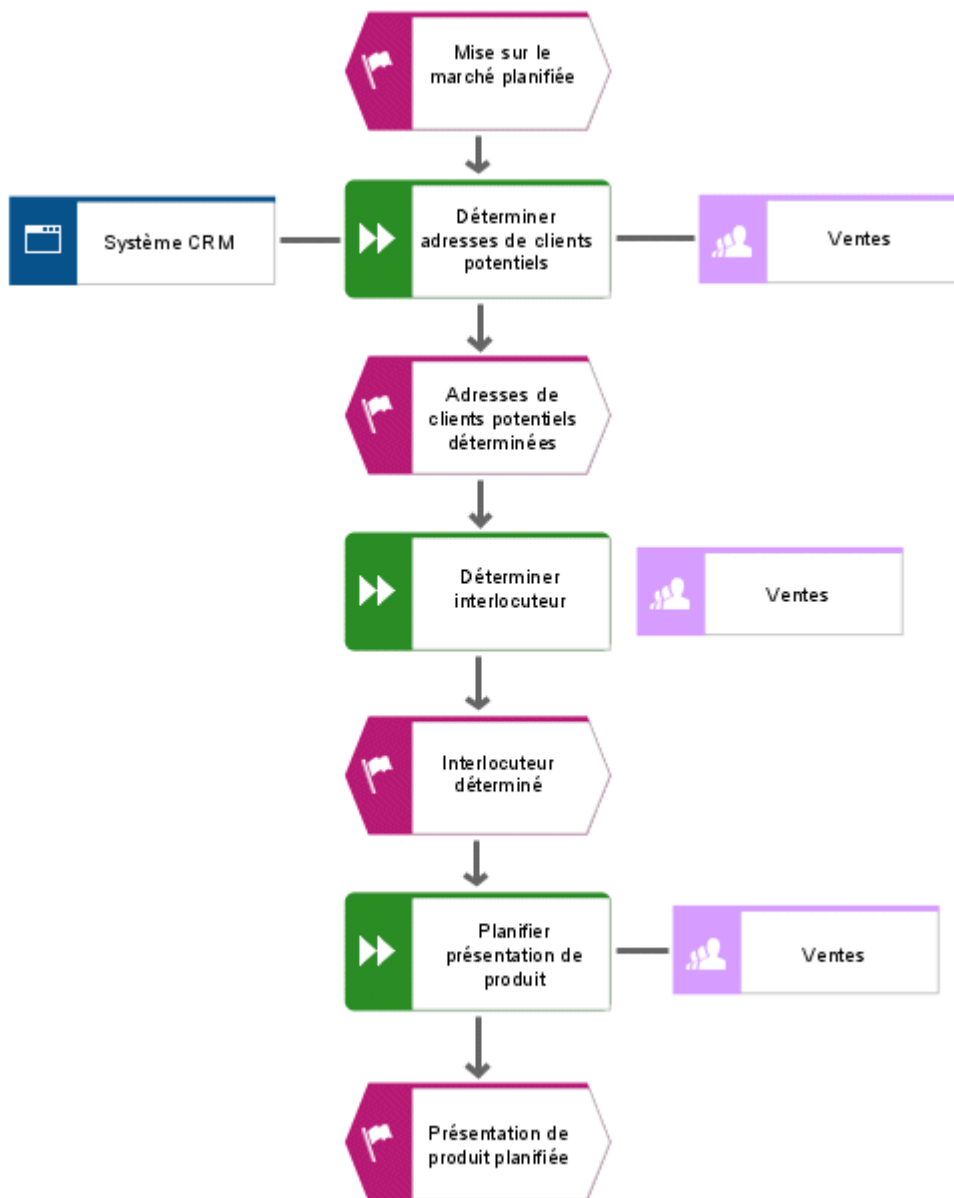 Mise sur le
marché planifiée
Système CRM
Déterminer
adresses de clients
potentiels
Ventes
Adresses de
clients potentiels
déterminées
Déterminer
interlocuteur
Ventes
Interlocuteur
déterminé
Planifier
présentation de
produit
Ventes
Présentation de
produit planifiée